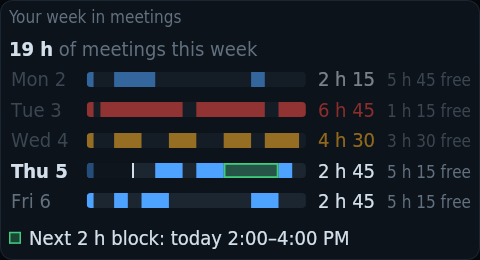 Your week in meetings
19 h of meetings this week
Mon 2 2 h 15 5 h 45 free
Tue 3 6 h 45 1 h 15 free
Wed 4 4 h 30 3 h 30 free
Thu 5 2 h 45 5 h 15 free
Fri 6 2 h 45 5 h 15 free
Next 2 h block: today 2:00–4:00 PM